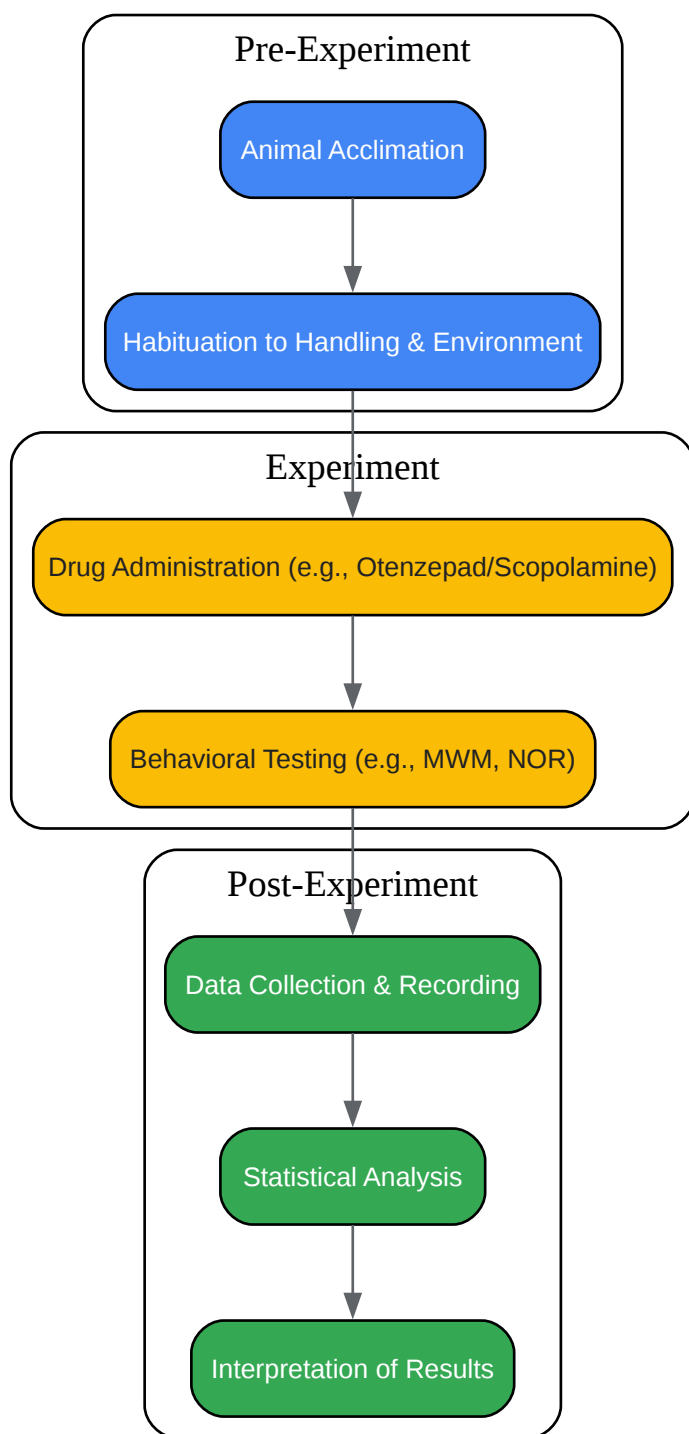 Pre-Experiment
Animal Acclimation
Habituation to Handling & Environment
Experiment
Drug Administration (e.g., Otenzepad/Scopolamine)
Behavioral Testing (e.g., MWM, NOR)
Post-Experiment
Data Collection & Recording
Statistical Analysis
Interpretation of Results